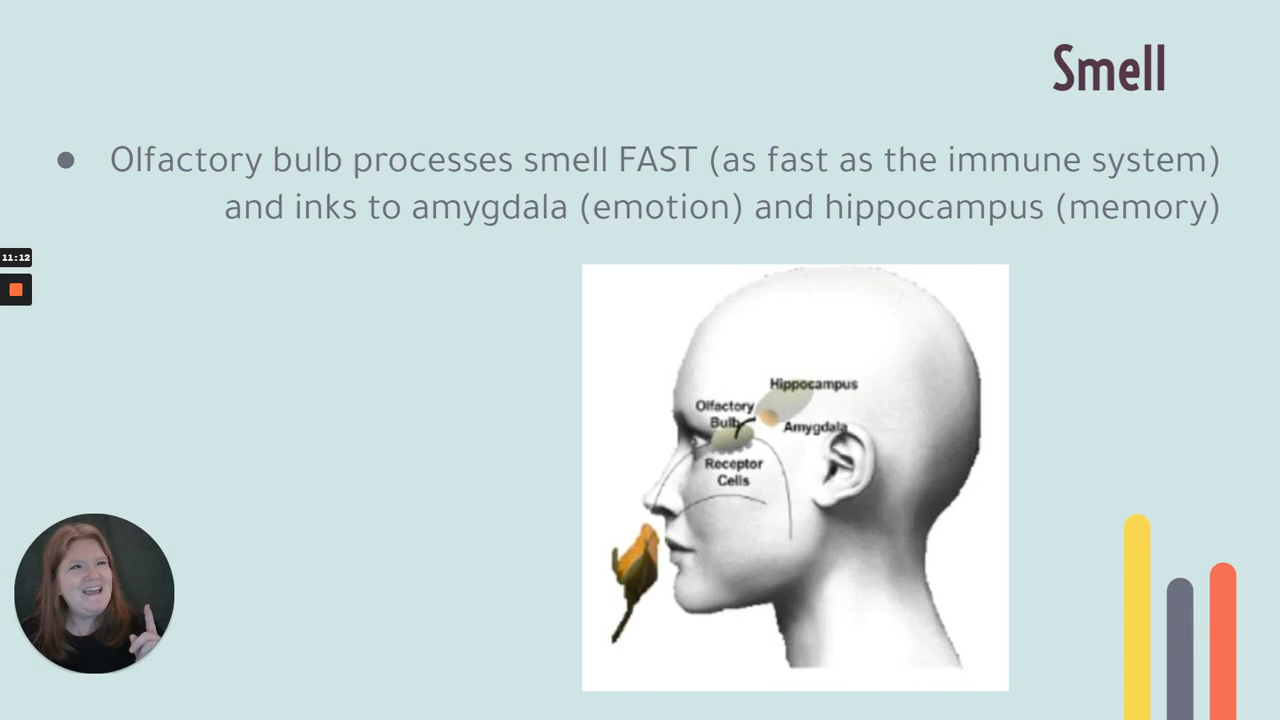 Smell
● Olfactory bulb processes smell FAST (as fast as the immune system)
and inks to amygdala (emotion) and hippocampus (memory)
11:12
Hippocampus
Olfactory
Bulb
Amygdala
Receptor
Cells